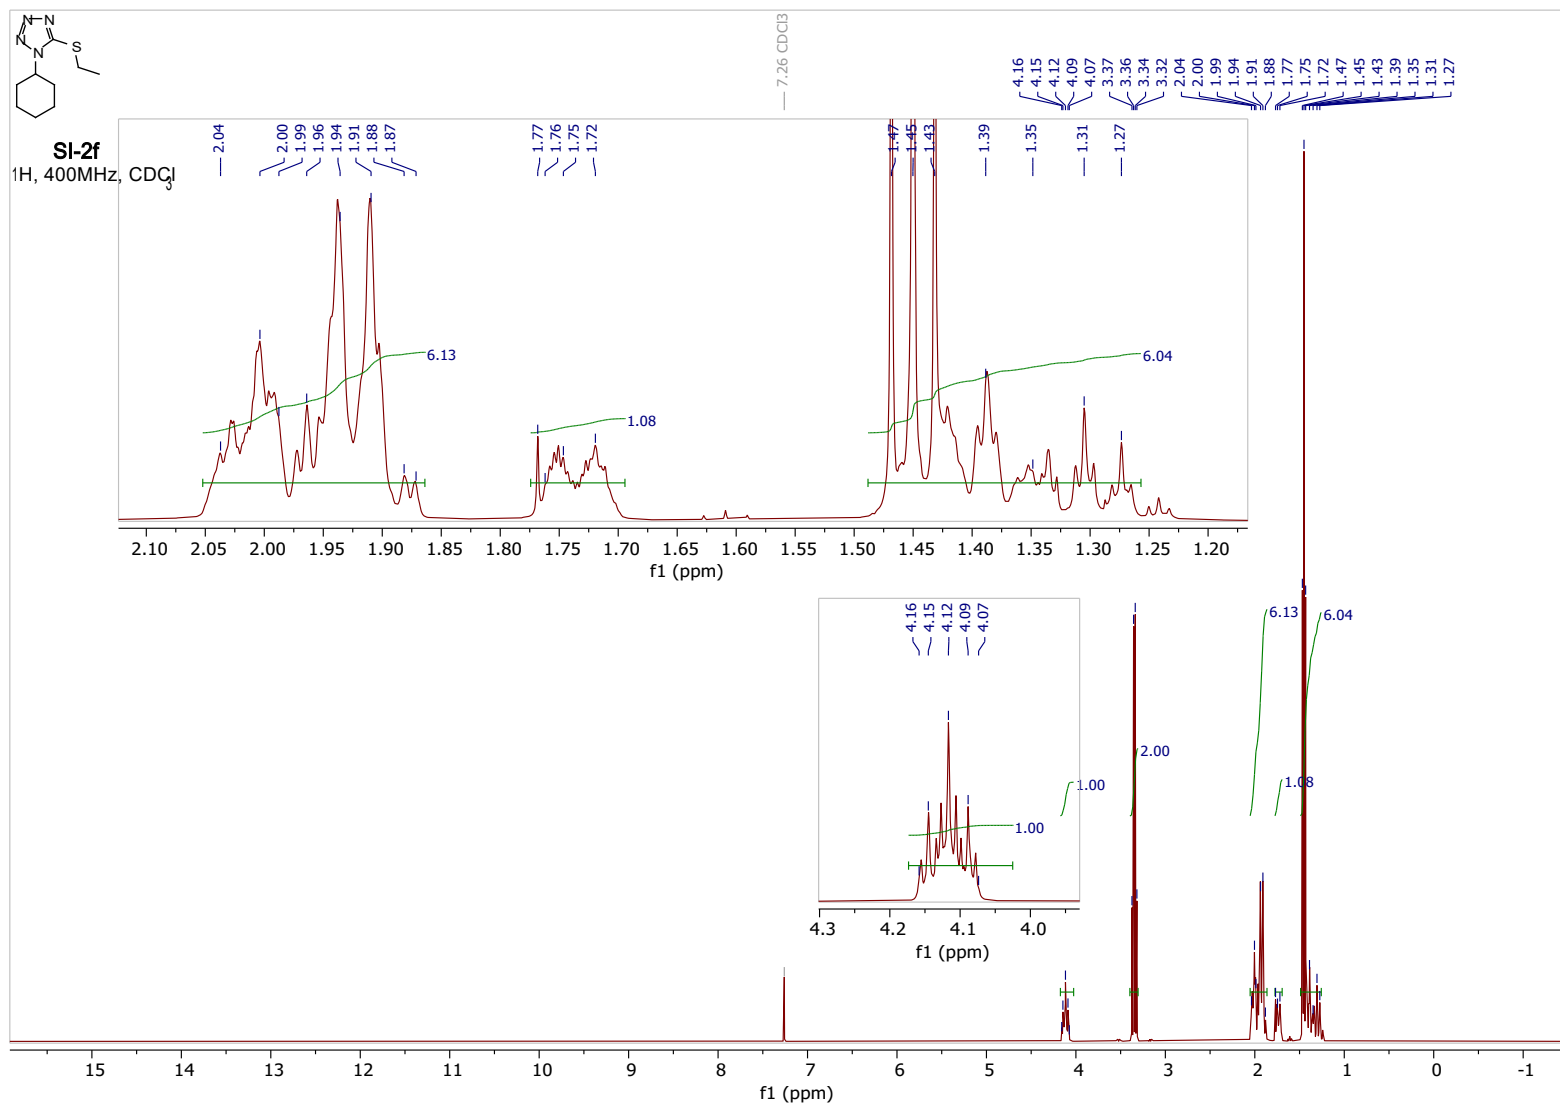 N N
N
N
S
SI-2f
1H, 400MHz, CDCl3
7.26 CDCl3
4.16 4.15 4.12 4.09 4.07 3.37 3.36 3.34 3.32 2.04 2.00 1.99 1.94 1.91 1.88 1.77 1.75 1.72 1.47 1.45 1.43 1.39 1.35 1.31 1.27
2.04 2.00 1.99 1.96 1.94 1.91 1.88 1.87 1.77 1.76 1.75 1.72 1.47 1.45 1.43 1.39 1.35 1.31 1.27
6.13 1.08 6.04
2.10 2.05 2.00 1.95 1.90 1.85 1.80 1.75 1.70 1.65 1.60 1.55 1.50 1.45 1.40 1.35 1.30 1.25 1.20
f1 (ppm)
4.16 4.15 4.12 4.09 4.07
1.00
4.3 4.2 4.1 4.0
f1 (ppm)
1.00 2.00 6.13 1.08 6.04
15 14 13 12 11 10 9 8 7 6 5 4 3 2 1 0 -1
f1 (ppm)